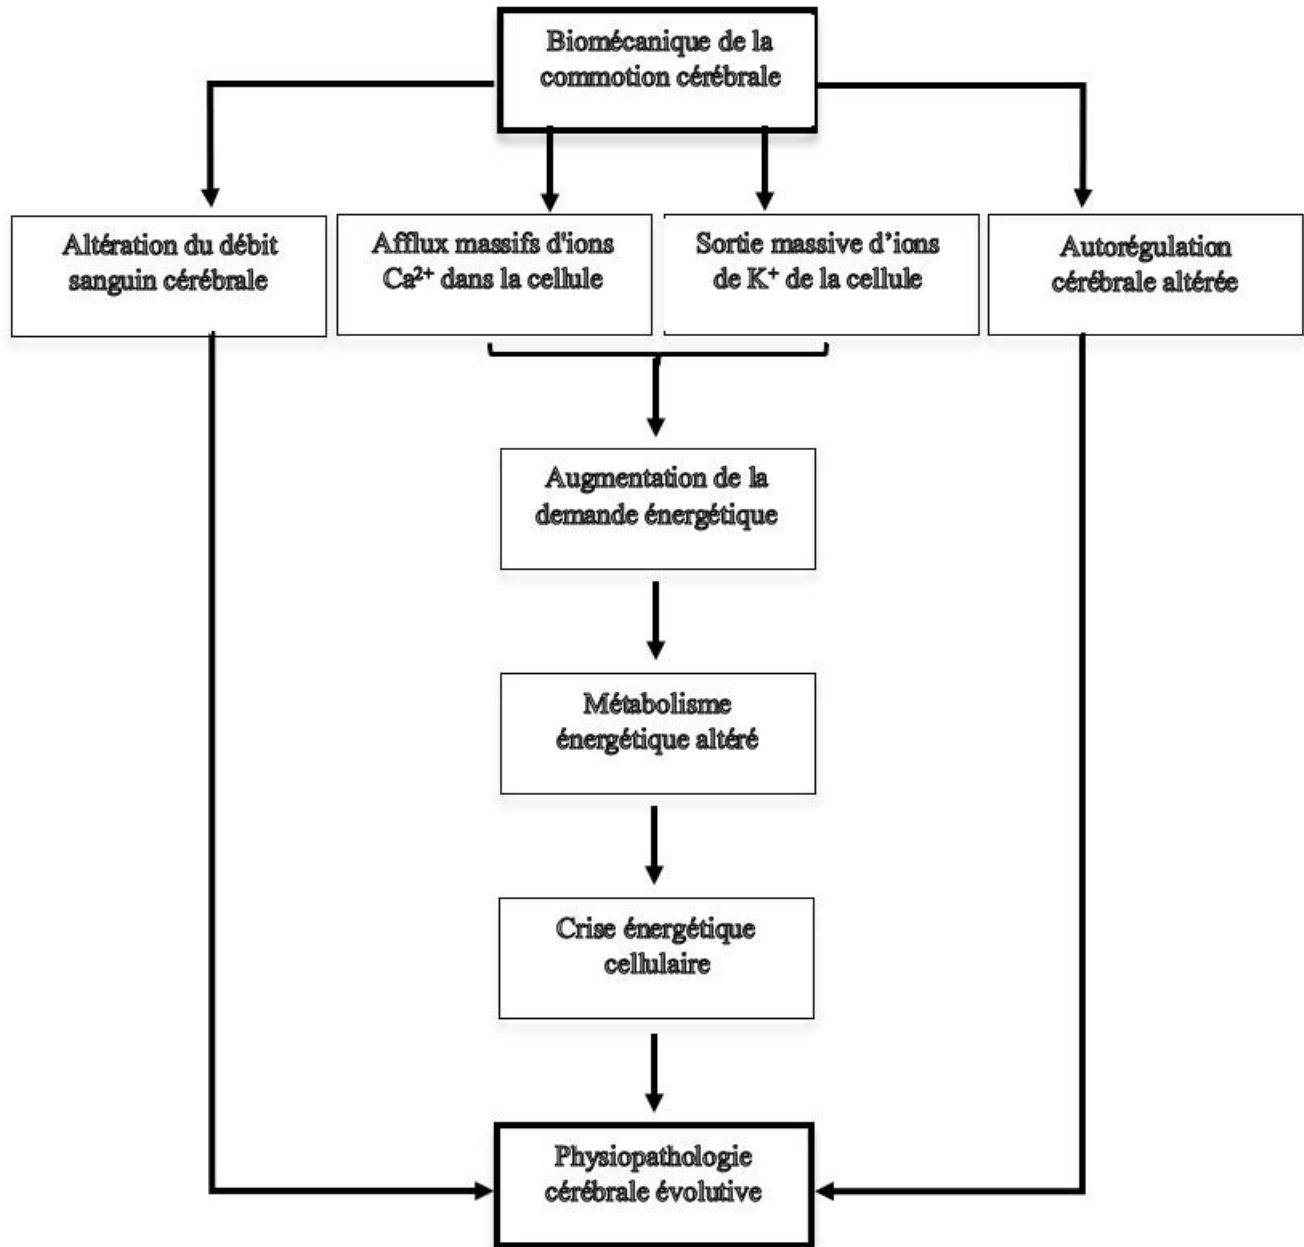 Biomécanique de la
commotion cérébrale
Altération du débit
sanguin cérébrale
Afflux massifs d'ions
Ca²⁺ dans la cellule
Sortie massive d’ions
de K⁺ de la cellule
Autorégulation
cérébrale altérée
Augmentation de la
demande énergétique
Métabolisme
énergétique altéré
Crise énergétique
cellulaire
Physiopathologie
cérébrale évolutive